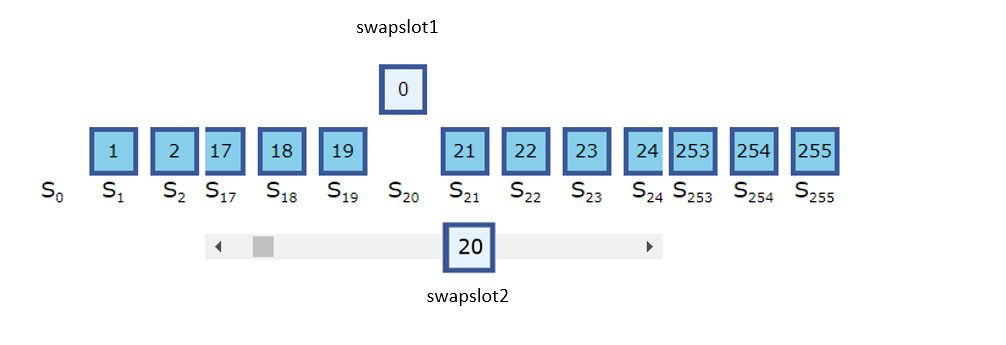 swapslot1
0
1 2 17 18 19 21 22 23 24 253 254 255
S₀ S₁ S₂ S₁₇ S₁₈ S₁₉ S₂₀ S₂₁ S₂₂ S₂₃ S₂₄ S₂₅₃ S₂₅₄ S₂₅₅
20
swapslot2